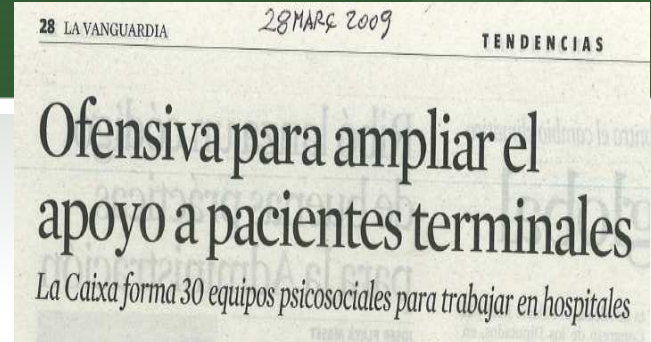 28 LA VANGUARDIA
28 MARÇ 2009
TENDENCIAS
Ofensiva para ampliar el
apoyo a pacientes terminales
La Caixa forma 30 equipos psicosociales para trabajar en hospitales